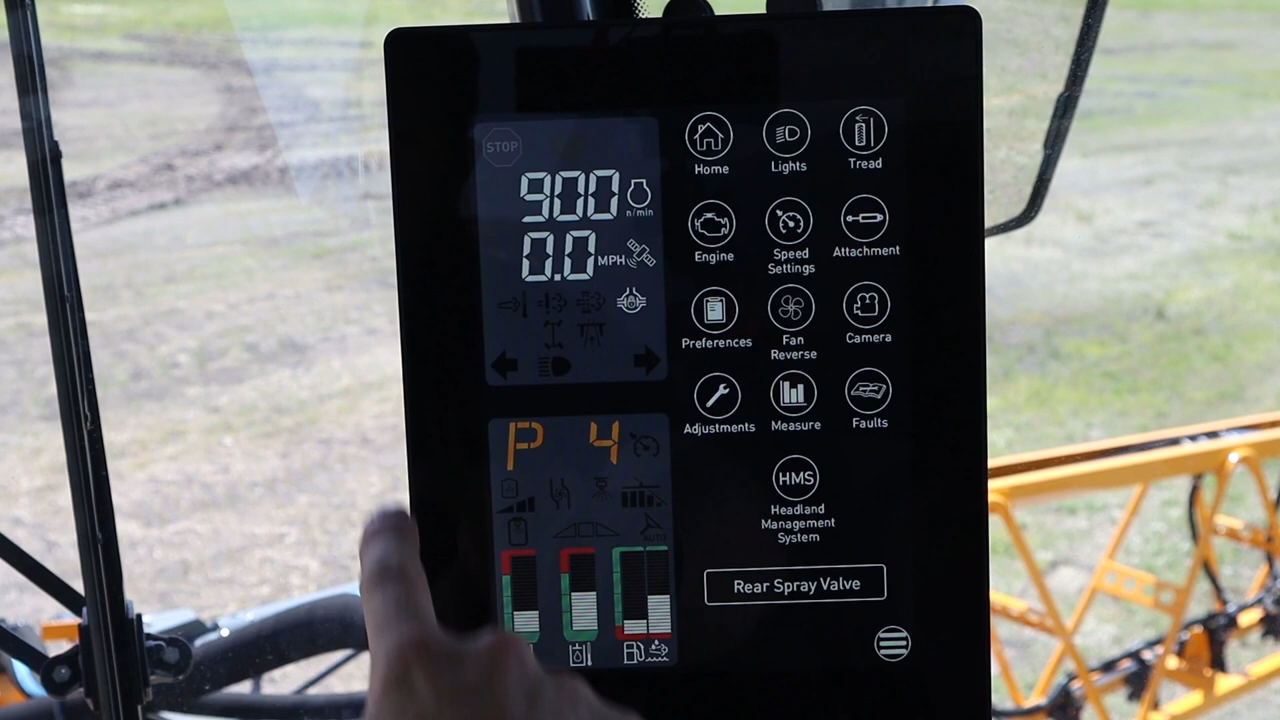 STOP
900
n/min
0.0 MPH
Home Lights Tread
Engine Speed Settings Attachment
Preferences Fan Reverse Camera
Adjustments Measure Faults
HMS
Headland
Management
System
P 4
AUTO
Rear Spray Valve